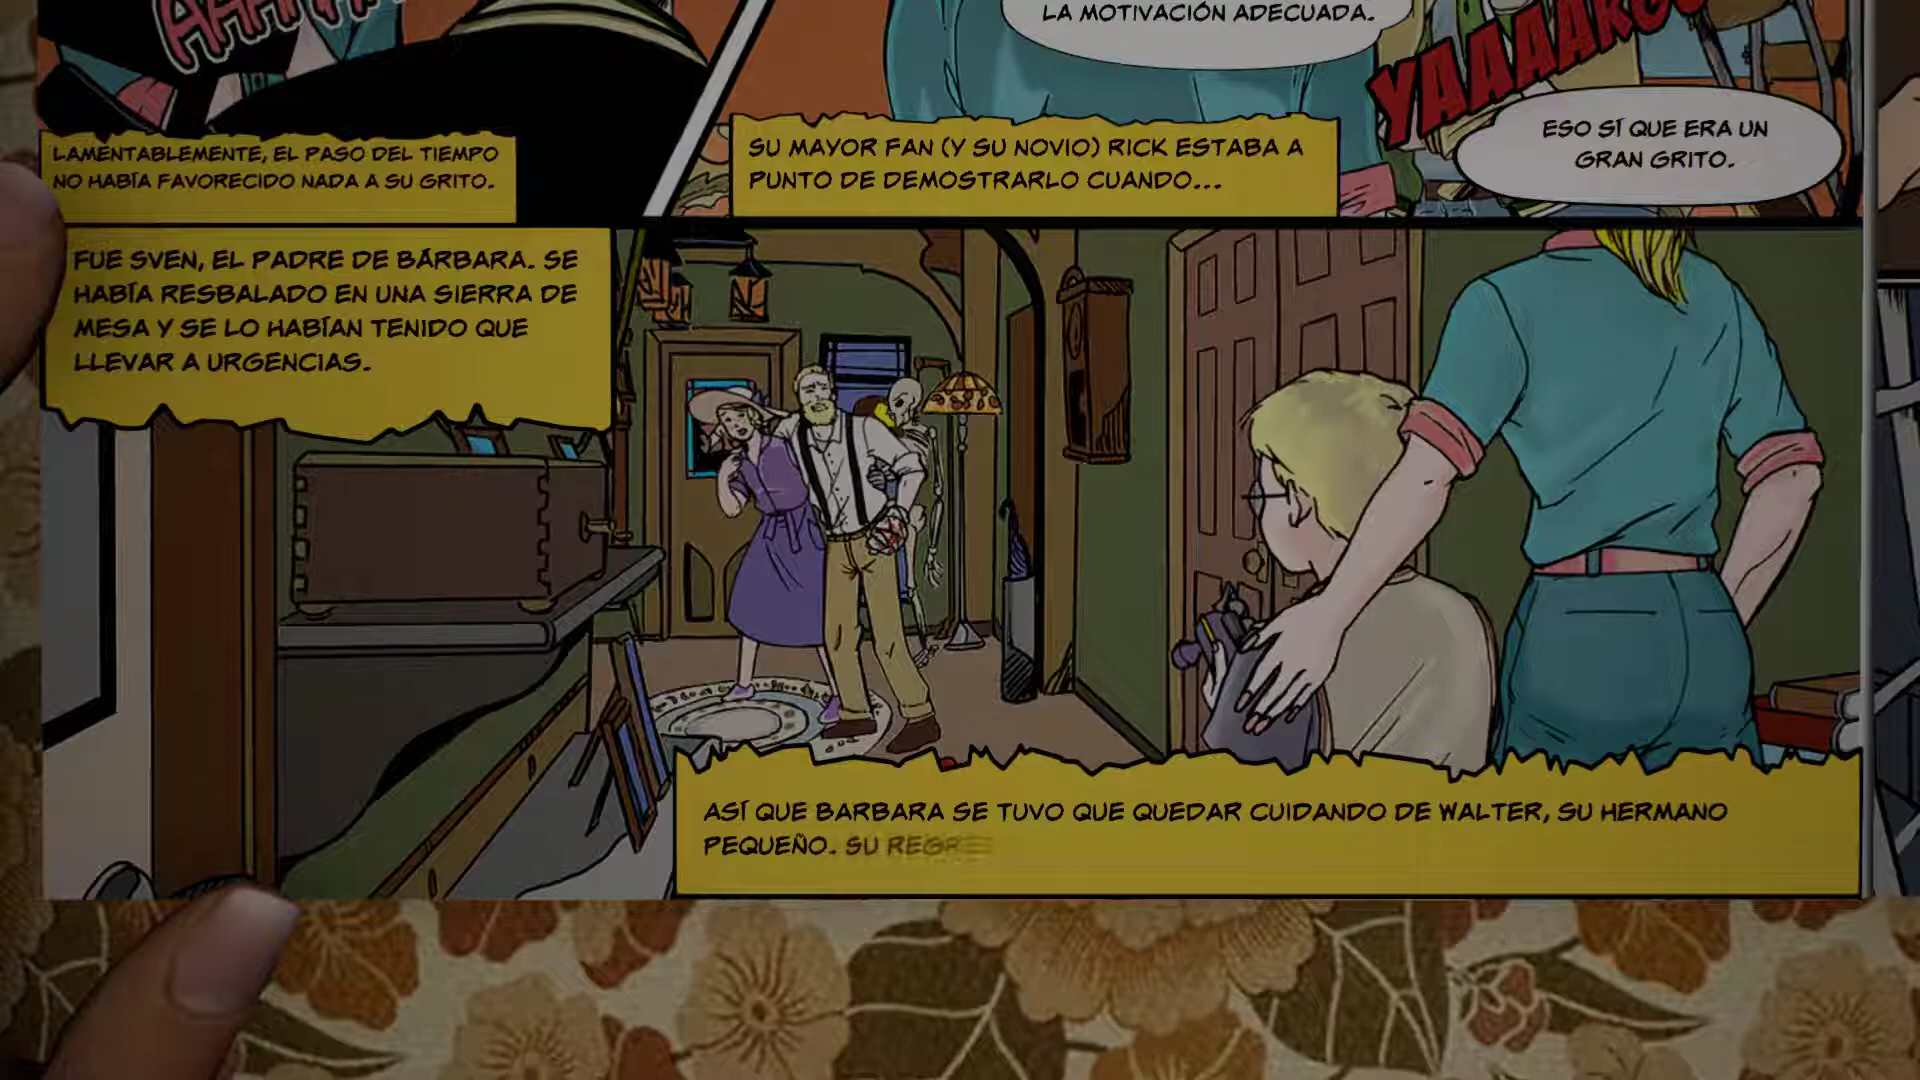 LA MOTIVACIÓN ADECUADA.
ESO SÍ QUE ERA UN
GRAN GRITO.
LAMENTABLEMENTE, EL PASO DEL TIEMPO
NO HABÍA FAVORECIDO NADA A SU GRITO.
SU MAYOR FAN (Y SU NOVIO) RICK ESTABA A
PUNTO DE DEMOSTRARLO CUANDO...
FUE SVEN, EL PADRE DE BÁRBARA. SE
HABÍA RESBALADO EN UNA SIERRA DE
MESA Y SE LO HABÍAN TENIDO QUE
LLEVAR A URGENCIAS.
ASÍ QUE BARBARA SE TUVO QUE QUEDAR CUIDANDO DE WALTER, SU HERMANO
PEQUEÑO. SU